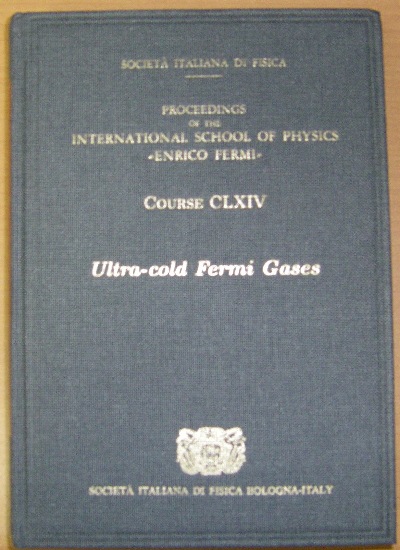 SOCIETÀ ITALIANA DI FISICA
PROCEEDINGS
OF THE
INTERNATIONAL SCHOOL OF PHYSICS
«ENRICO FERMI»
COURSE CLXIV
Ultra-cold Fermi Gases
SOCIETÀ ITALIANA DI FISICA BOLOGNA-ITALY